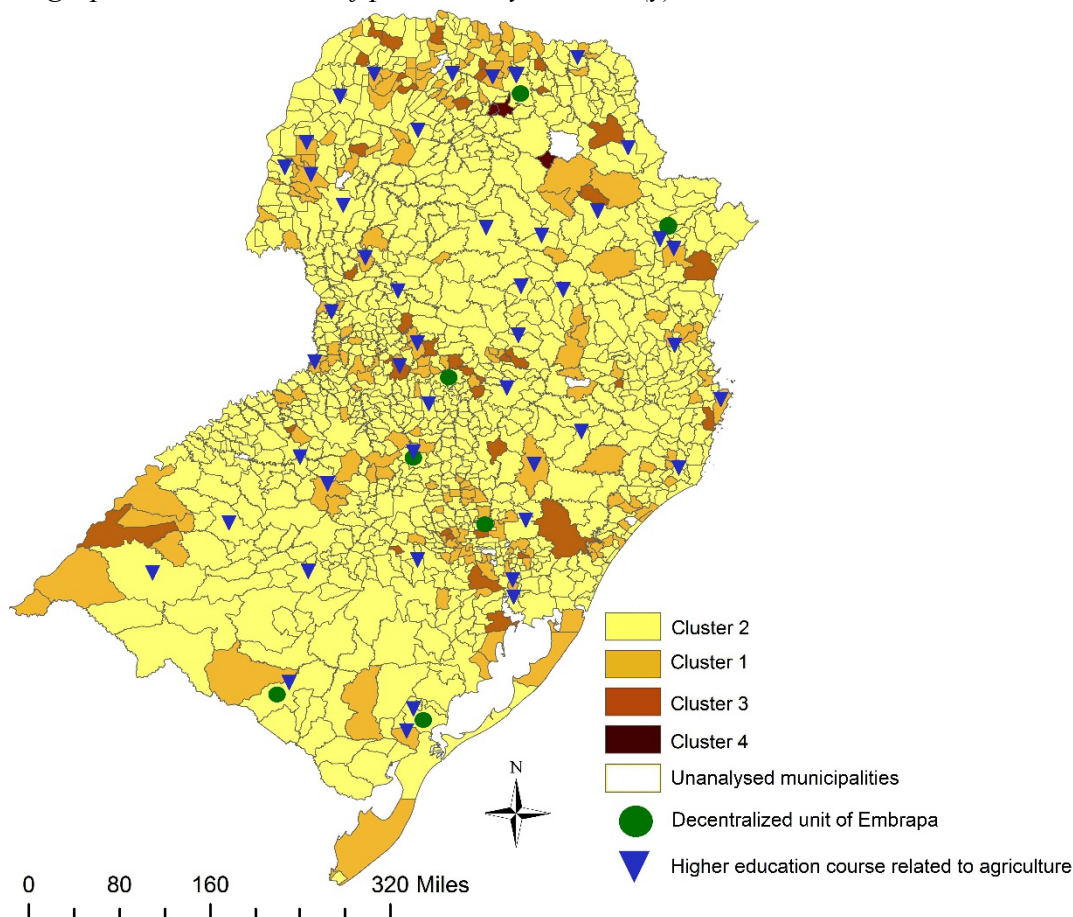 (y)
Cluster 2
Cluster 1
Cluster 3
Cluster 4
Unanalysed municipalities
Decentralized unit of Embrapa
Higher education course related to agriculture
N
0 80 160 320 Miles